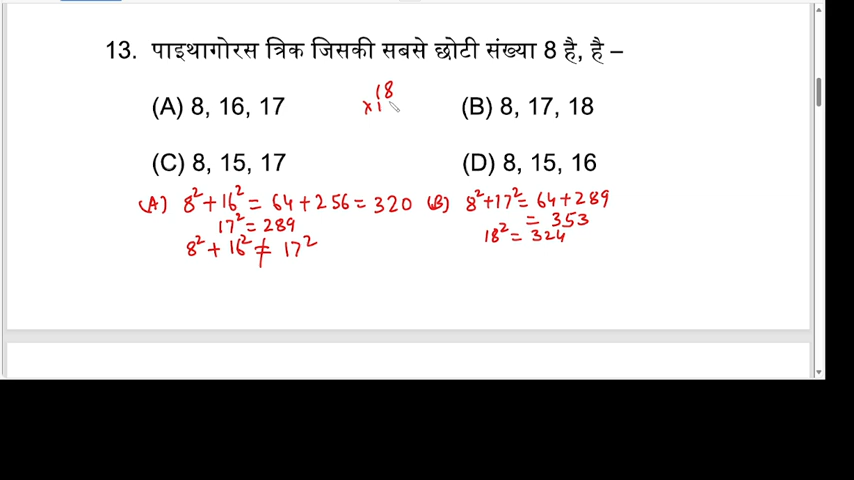 13. पाइथागोरस त्रिक जिसकी सबसे छोटी संख्या 8 है, है –
18
×1
(A) 8, 16, 17
(B) 8, 17, 18
(C) 8, 15, 17
(D) 8, 15, 16
(A) 8² + 16² = 64 + 256 = 320
17² = 289
8² + 16² ≠ 17²
(B) 8² + 17² = 64 + 289
= 353
18² = 324